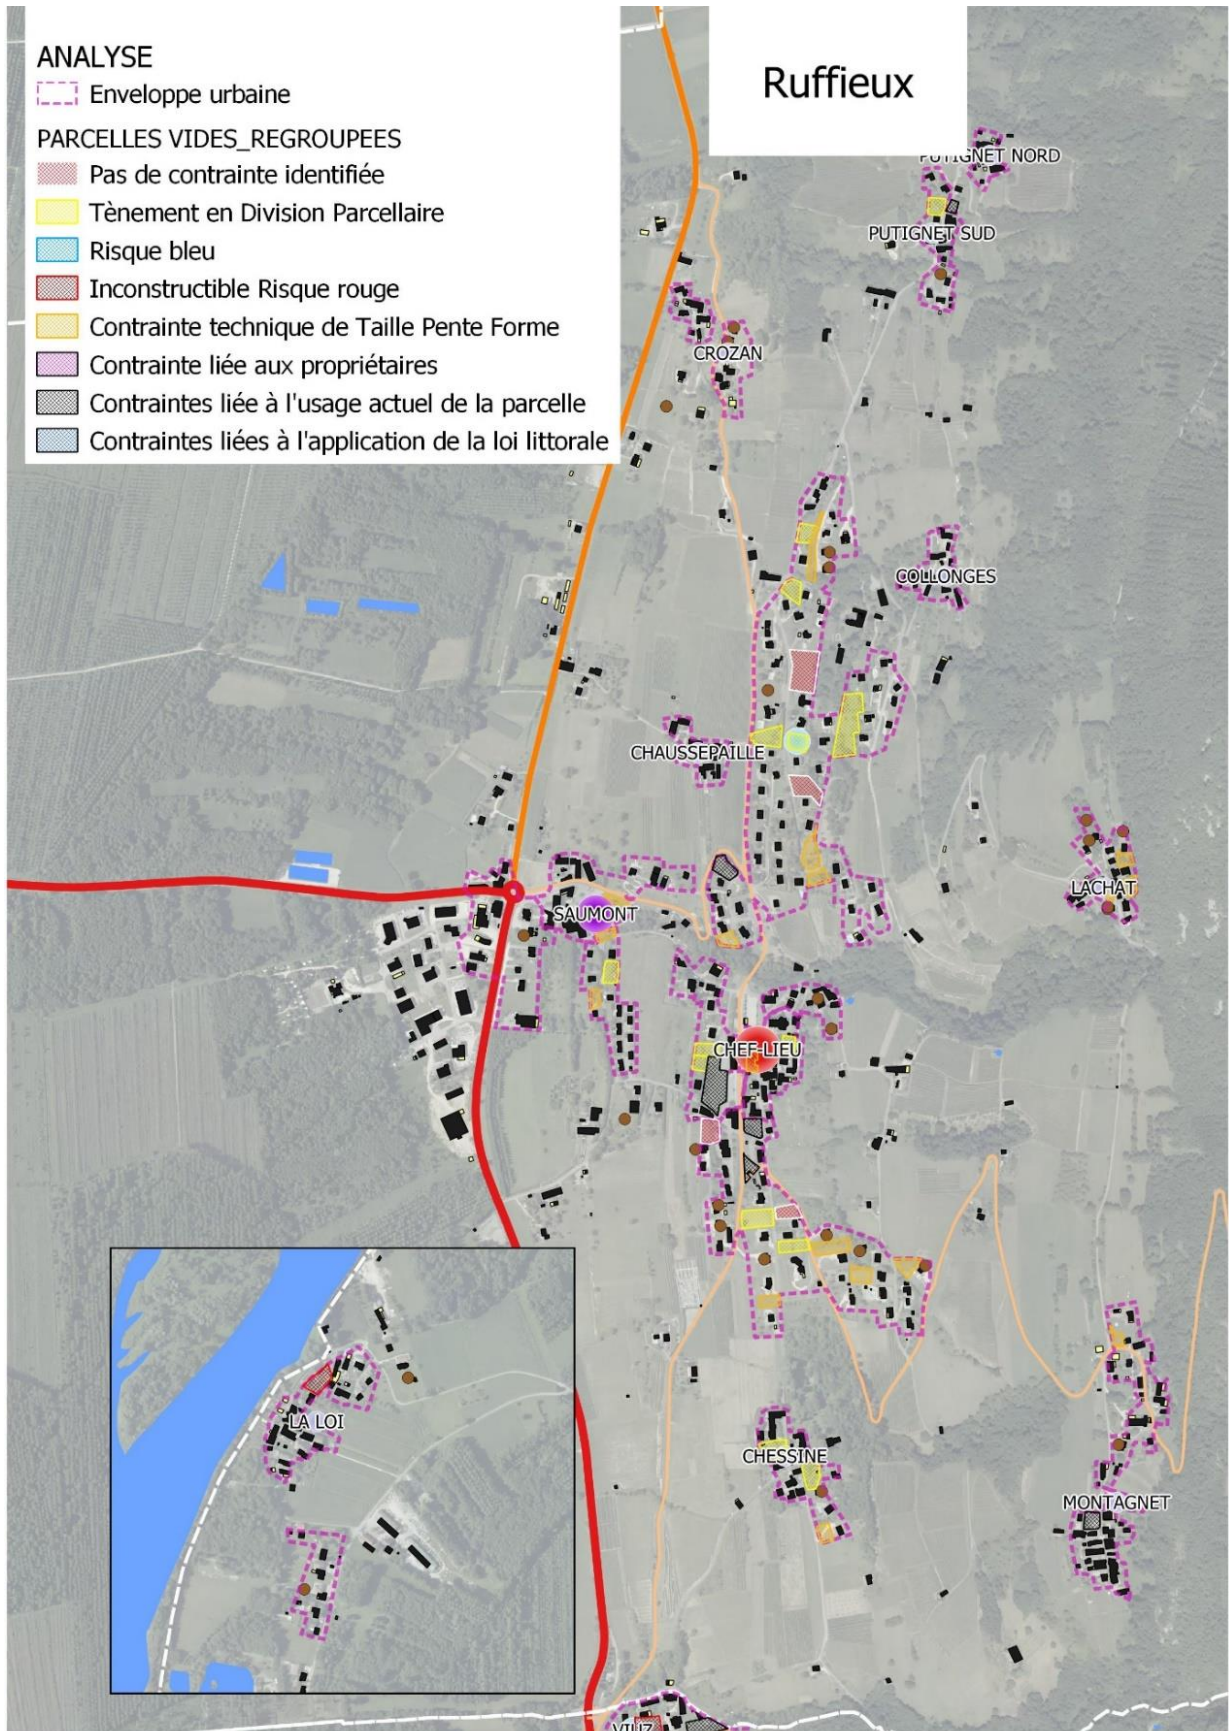 ANALYSE
Enveloppe urbaine
PARCELLES VIDES_REGROUPEES
Pas de contrainte identifiée
Tènement en Division Parcellaire
Risque bleu
Inconstructible Risque rouge
Contrainte technique de Taille Pente Forme
Contrainte liée aux propriétaires
Contraintes liée à l'usage actuel de la parcelle
Contraintes liées à l'application de la loi littorale
Ruffieux
PUTIGNET NORD
PUTIGNET SUD
CROZAN
COLLONGES
CHAUSSEPAILLE
LACHAT
SAUMONT
CHEF-LIEU
LA LOI
CHESSINE
MONTAGNET
VIUZ